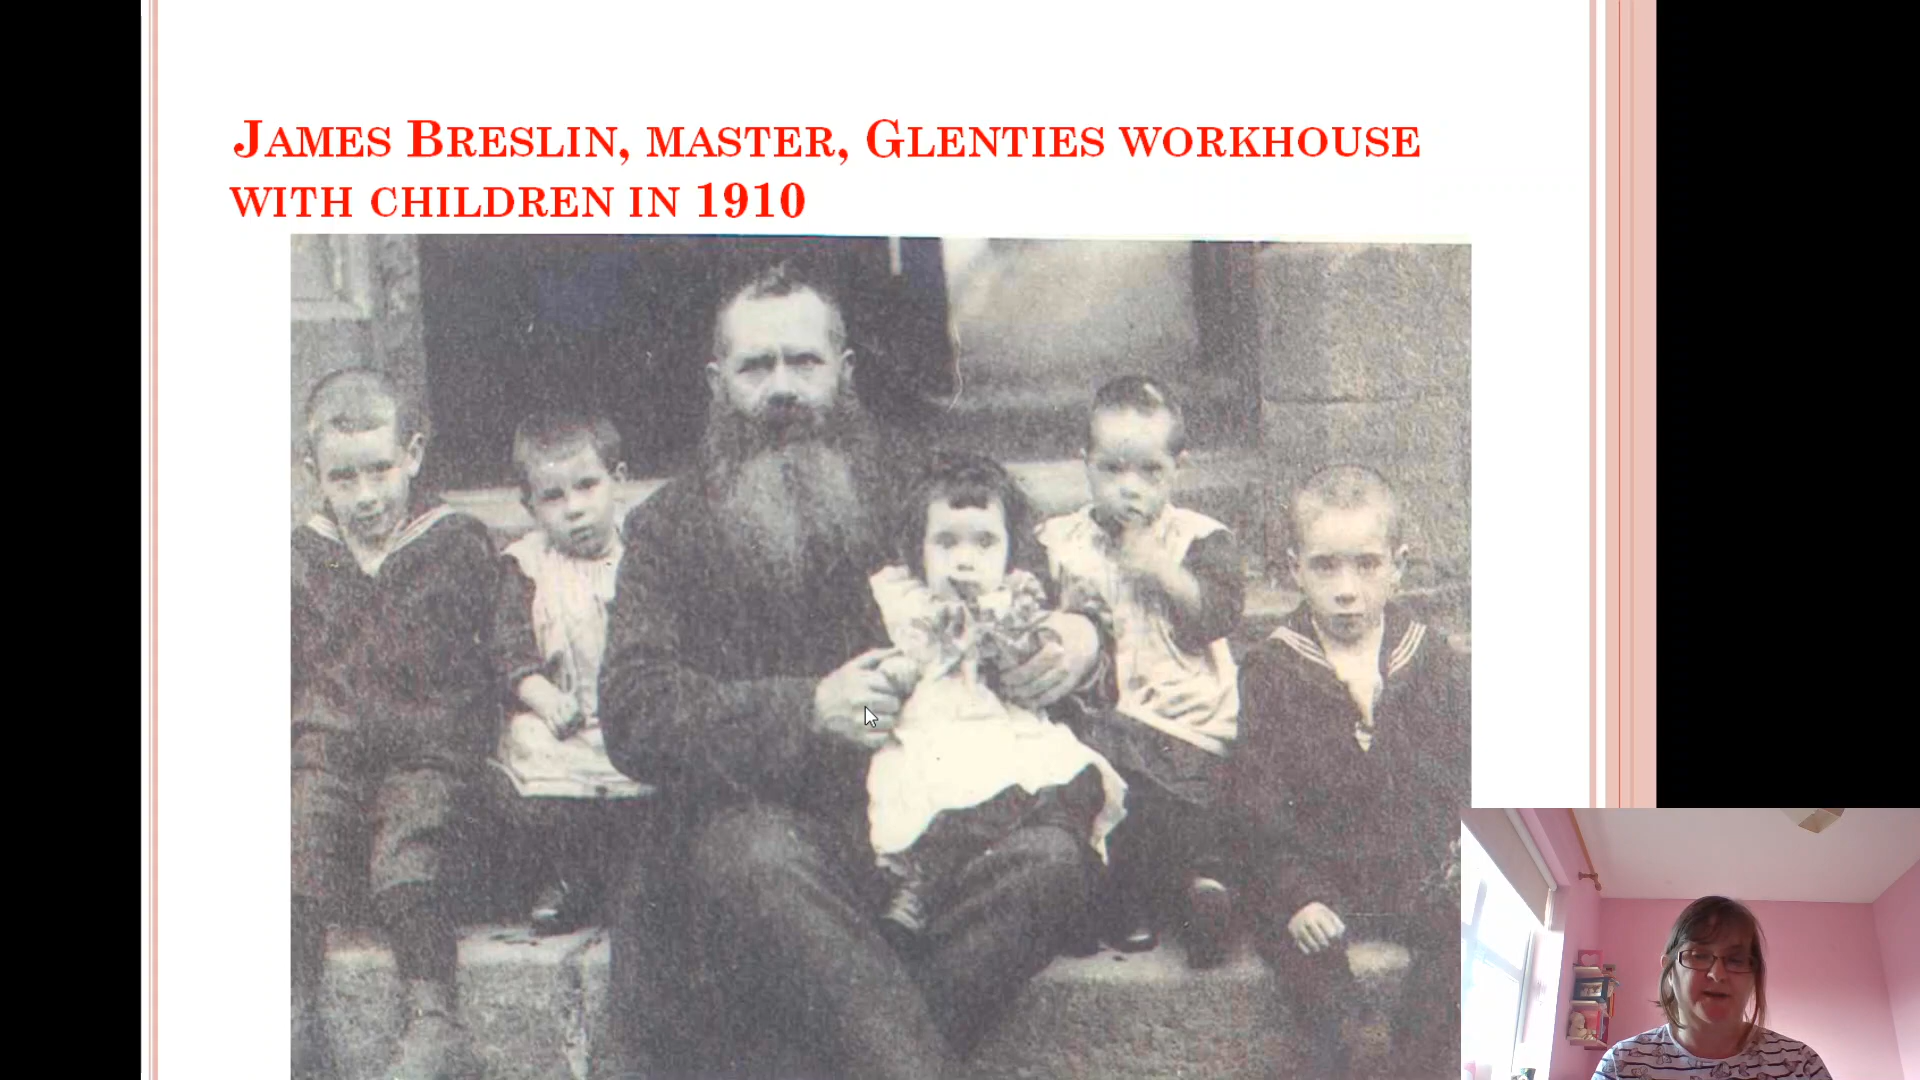 James Breslin, master, Glenties workhouse
with children in 1910